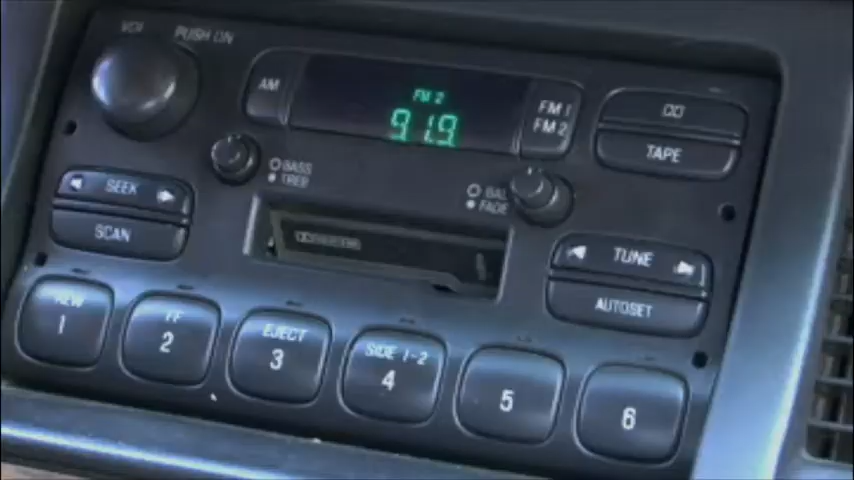 VOL PUSH ON
AM
FM 2
91.9
FM 1
FM 2
TAPE
BASS
TREB
BAL
FADE
SEEK
SCAN
TUNE
AUTOSET
REW
1
FF
2
EJECT
3
SIDE 1-2
4
5
6